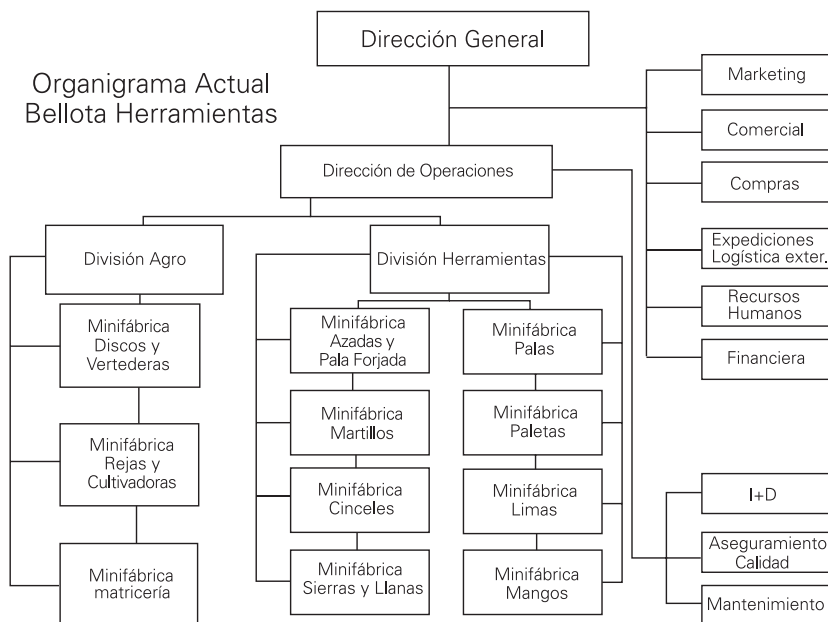 Dirección General
Organigrama Actual
Bellota Herramientas
Marketing
Comercial
Compras
Expediciones
Logística exter.
Recursos
Humanos
Financiera
Dirección de Operaciones
División Agro
División Herramientas
Minifábrica
Discos y
Vertederas
Minifábrica
Rejas y
Cultivadoras
Minifábrica
matricería
Minifábrica
Azadas y
Pala Forjada
Minifábrica
Martillos
Minifábrica
Cinceles
Minifábrica
Sierras y Llanas
Minifábrica
Palas
Minifábrica
Paletas
Minifábrica
Limas
Minifábrica
Mangos
I+D
Aseguramiento
Calidad
Mantenimiento